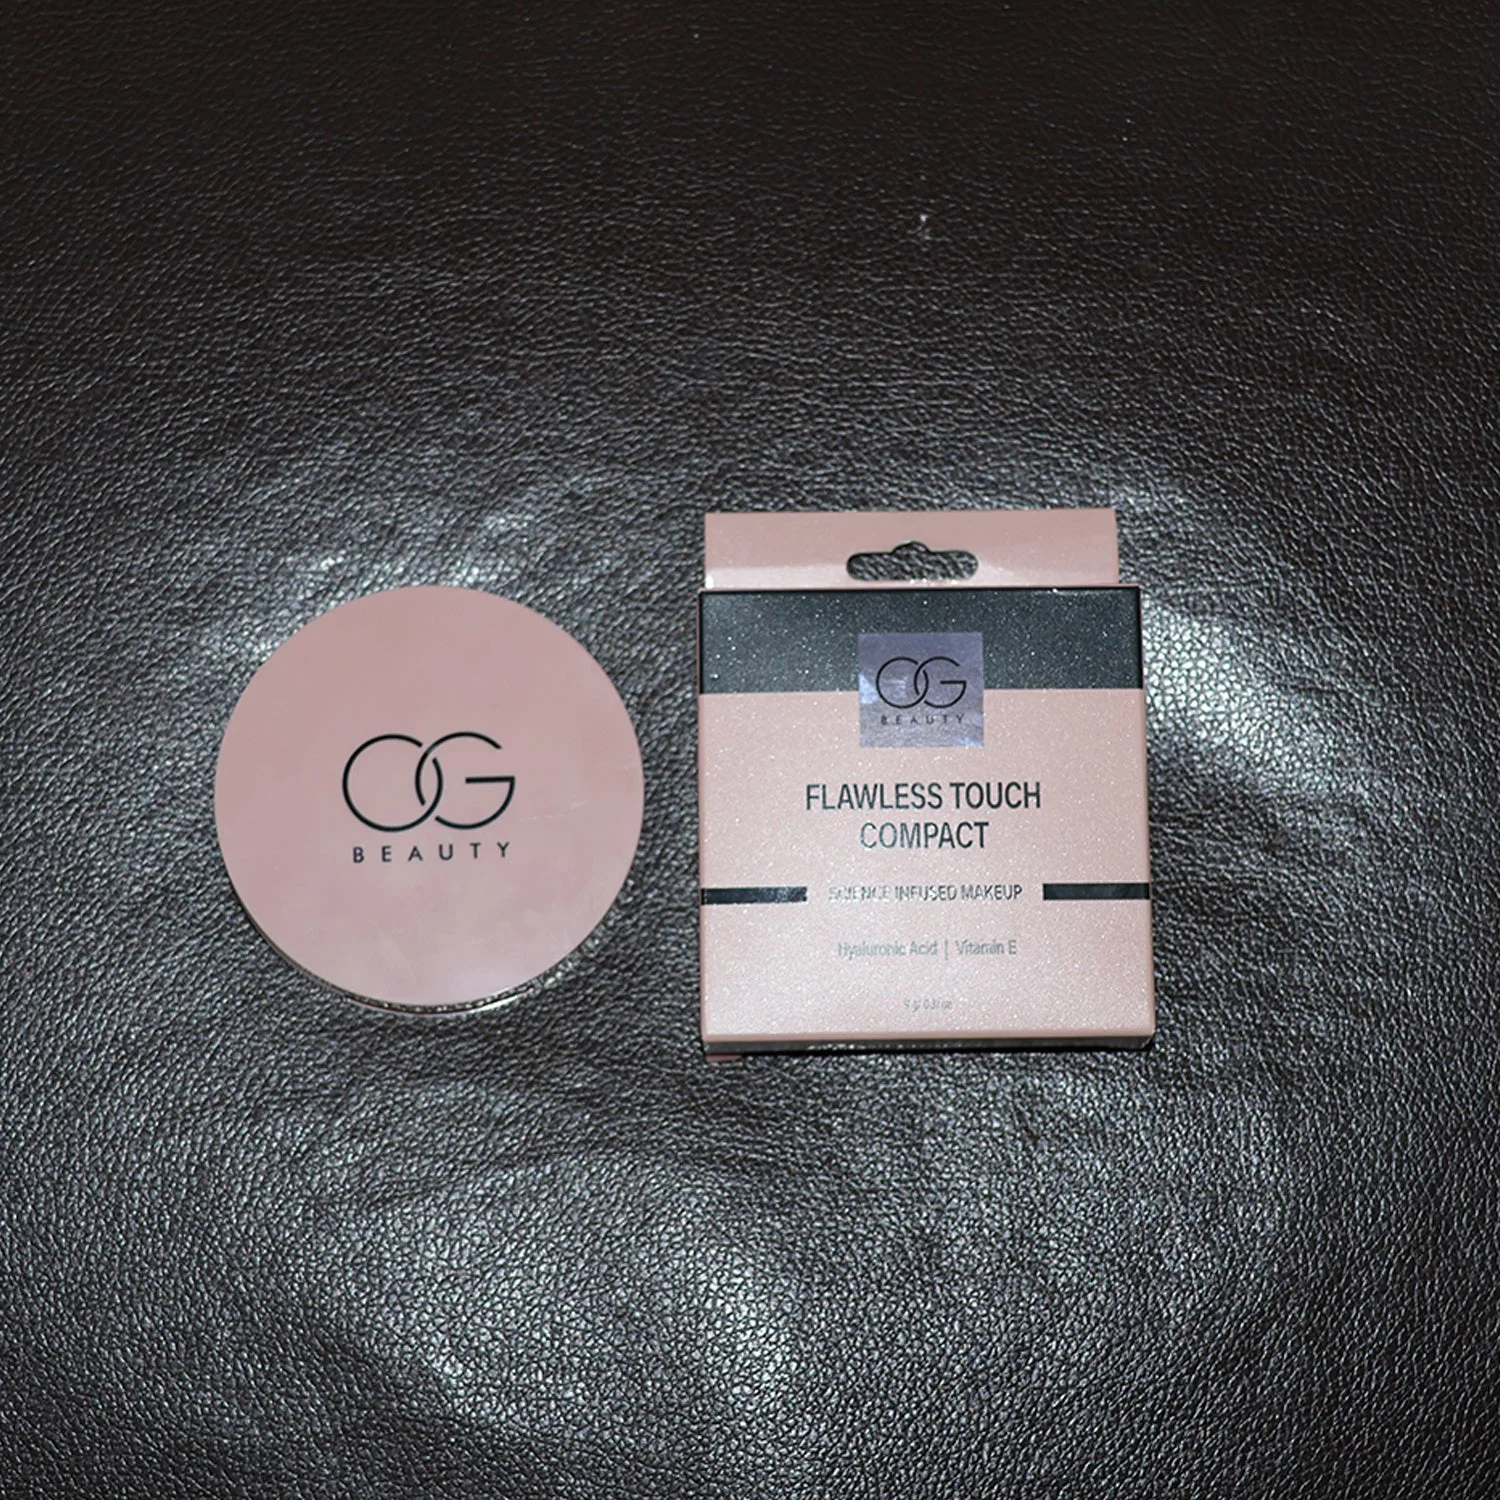 OG
BEAUTY
OG
BEAUTY
FLAWLESS TOUCH
COMPACT
SCIENCE INFUSED MAKEUP
Hyaluronic Acid | Vitamin E